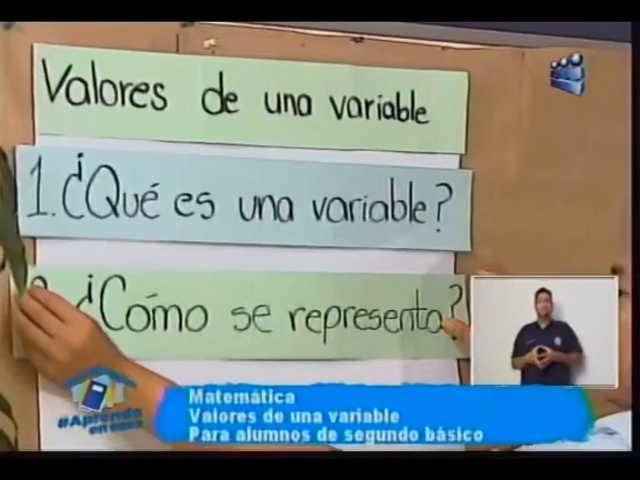 Valores de una variable
1. ¿Qué es una variable?
¿Cómo se representa?
#Aprendo
en casa
Matemática
Valores de una variable
Para alumnos de segundo básico